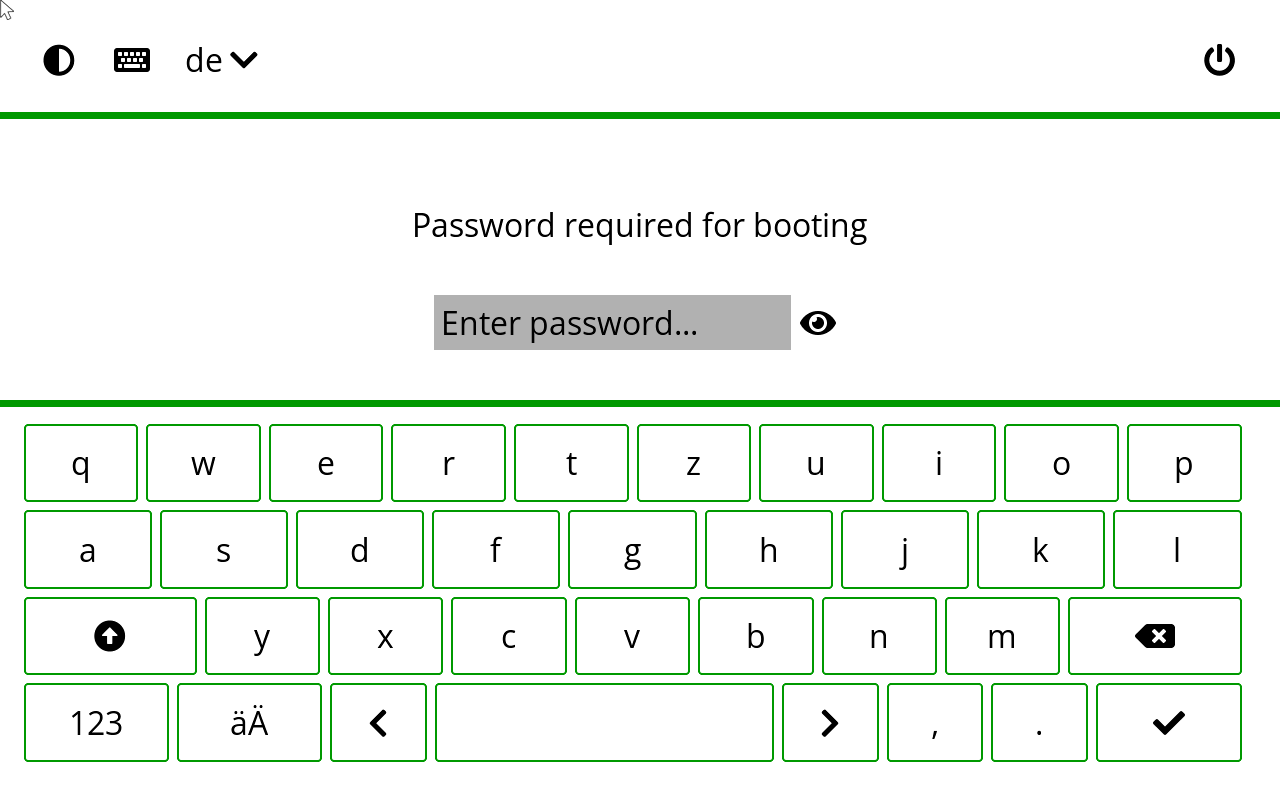 de
Password required for booting
Enter password...
q w e r t z u i o p
a s d f g h j k l
y x c v b n m
123 äÄ , .